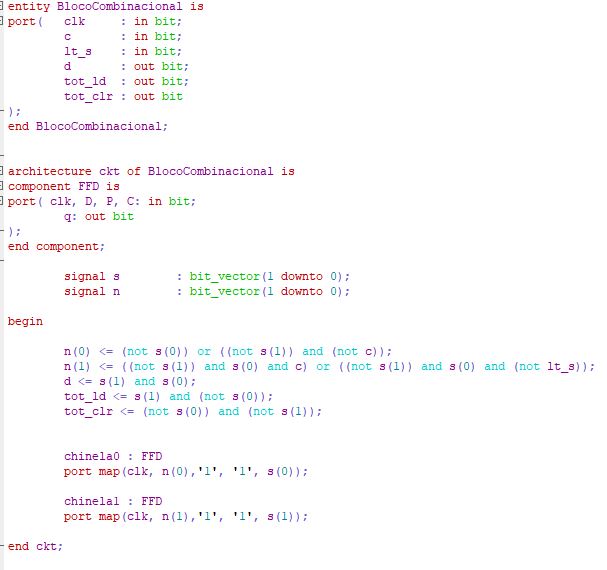 entity BlocoCombinacional is
port(   clk     : in bit;
        c       : in bit;
        lt_s    : in bit;
        d       : out bit;
        tot_ld  : out bit;
        tot_clr : out bit
);
end BlocoCombinacional;
architecture ckt of BlocoCombinacional is
component FFD is
port( clk, D, P, C: in bit;
        q: out bit
);
end component;
        signal s        : bit_vector(1 downto 0);
        signal n        : bit_vector(1 downto 0);
begin
        n(0) <= (not s(0)) or ((not s(1)) and (not c));
        n(1) <= ((not s(1)) and s(0) and c) or ((not s(1)) and s(0) and (not lt_s));
        d <= s(1) and s(0);
        tot_ld <= s(1) and (not s(0));
        tot_clr <= (not s(0)) and (not s(1));
        chinela0 : FFD
        port map(clk, n(0),'1', '1', s(0));
        chinela1 : FFD
        port map(clk, n(1),'1', '1', s(1));
end ckt;